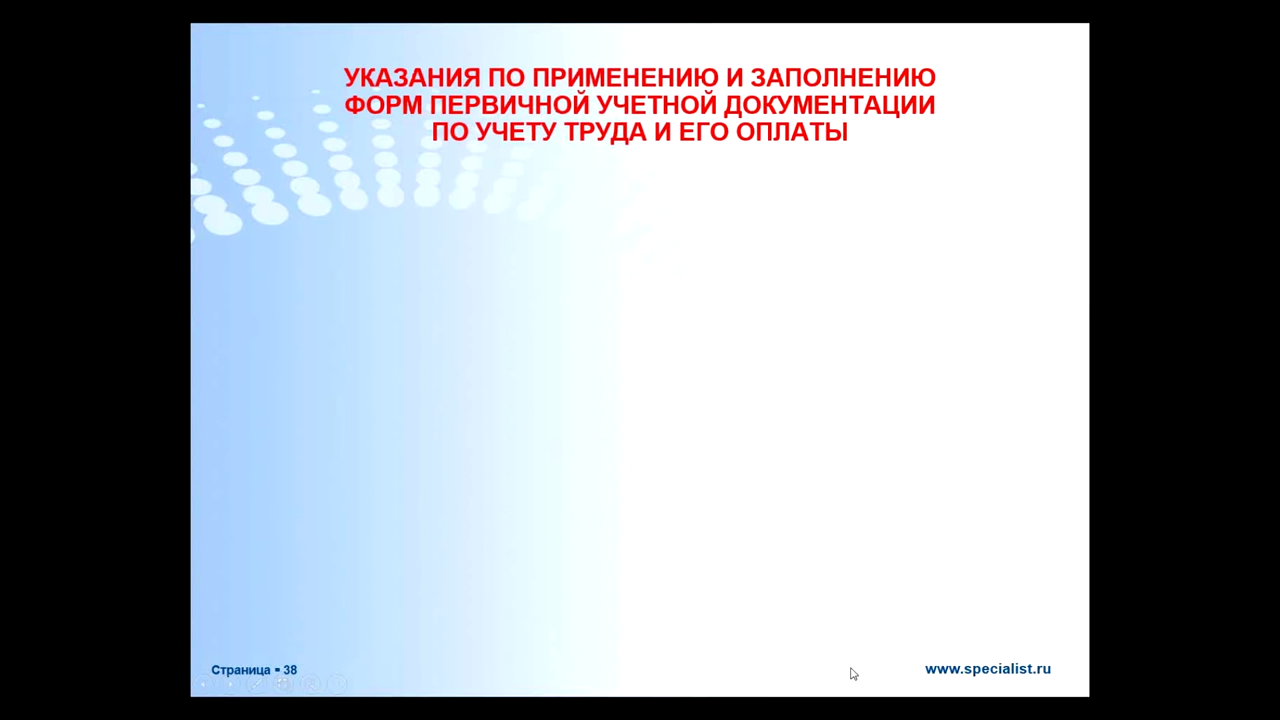 УКАЗАНИЯ ПО ПРИМЕНЕНИЮ И ЗАПОЛНЕНИЮ
ФОРМ ПЕРВИЧНОЙ УЧЕТНОЙ ДОКУМЕНТАЦИИ
ПО УЧЕТУ ТРУДА И ЕГО ОПЛАТЫ
Страница ▪ 38
www.specialist.ru